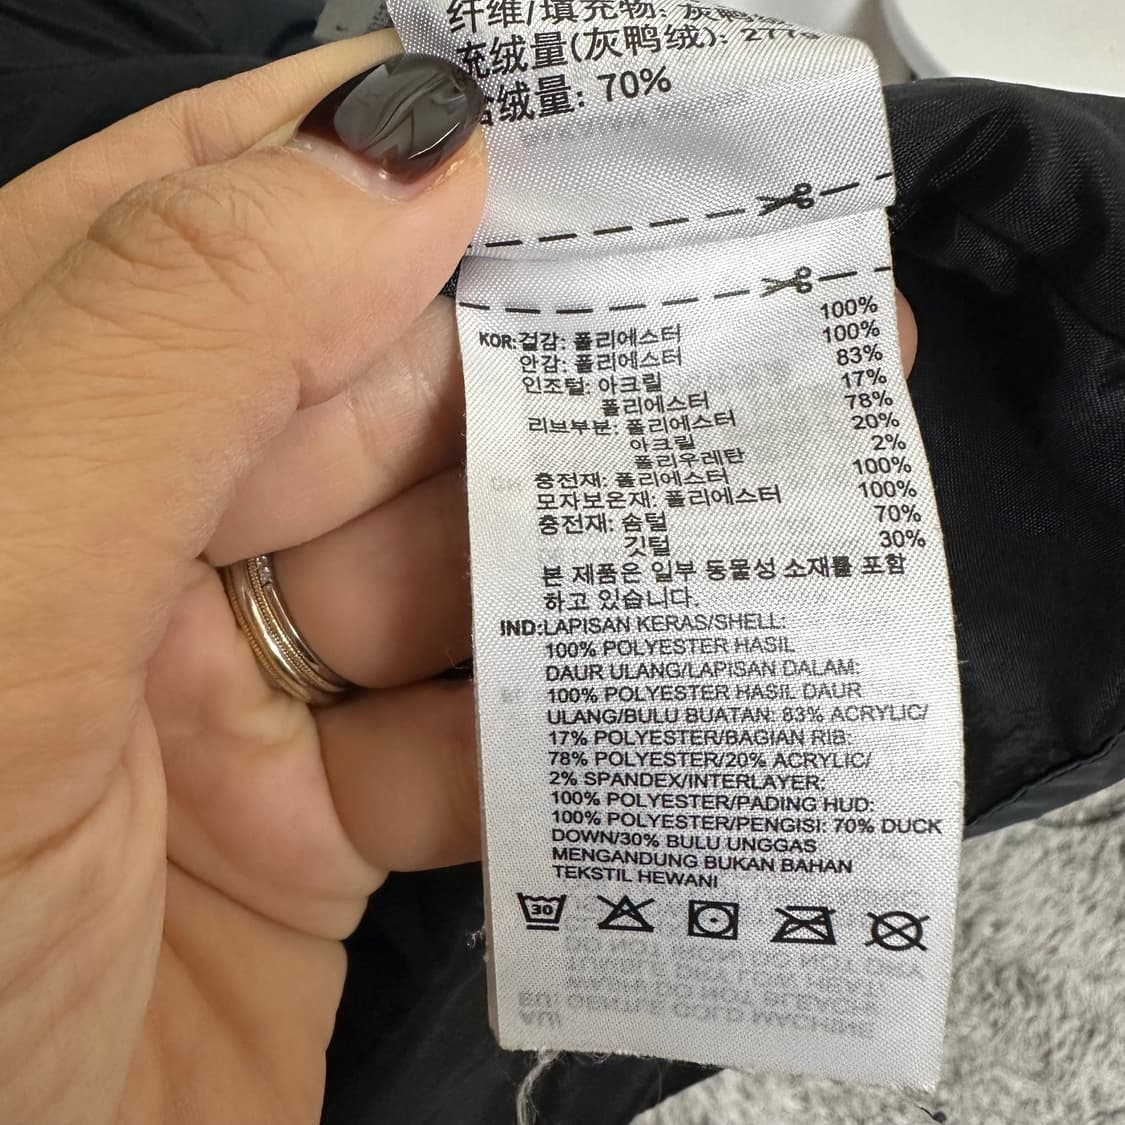 纤维/填充物: 灰鸭绒
充绒量(灰鸭绒): 277g
含绒量: 70%
KOR:겉감: 폴리에스터 100%
안감: 폴리에스터 100%
인조털: 아크릴 83%
폴리에스터 17%
리브부분: 폴리에스터 78%
아크릴 20%
폴리우레탄 2%
충전재: 폴리에스터 100%
모자보온재: 폴리에스터 100%
충전재: 솜털 70%
깃털 30%
본 제품은 일부 동물성 소재를 포함
하고 있습니다.
IND:LAPISAN KERAS/SHELL:
100% POLYESTER HASIL
DAUR ULANG/LAPISAN DALAM:
100% POLYESTER HASIL DAUR
ULANG/BULU BUATAN: 83% ACRYLIC/
17% POLYESTER/BAGIAN RIB:
78% POLYESTER/20% ACRYLIC/
2% SPANDEX/INTERLAYER:
100% POLYESTER/PADING HUD:
100% POLYESTER/PENGISI: 70% DUCK
DOWN/30% BULU UNGGAS
MENGANDUNG BUKAN BAHAN
TEKSTIL HEWANI
30